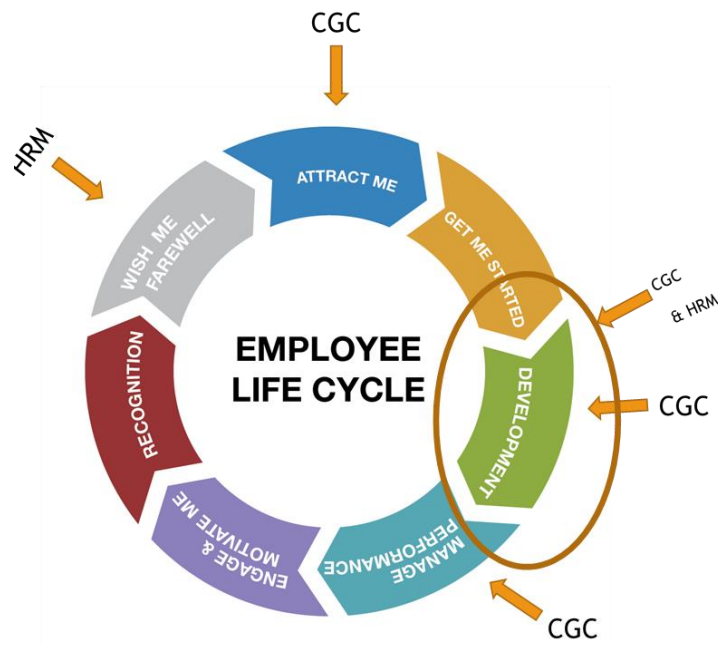 CGC
HRM
ATTRACT ME
GET ME STARTED
WISH ME
FAREWELL
CGC
& HRM
EMPLOYEE
LIFE CYCLE
DEVELOPMENT
CGC
RECOGNITION
MANAGE
PERFORMANCE
ENGAGE &
MOTIVATE ME
CGC